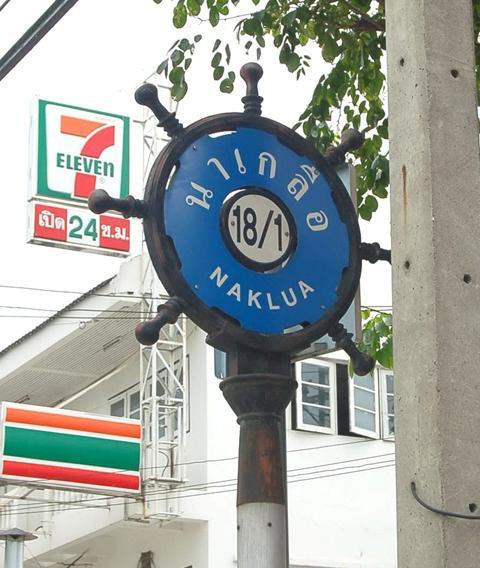 7
ELEVEn
®
เปิด 24 ช.ม.
นาเกลือ
18/1
NAKLUA